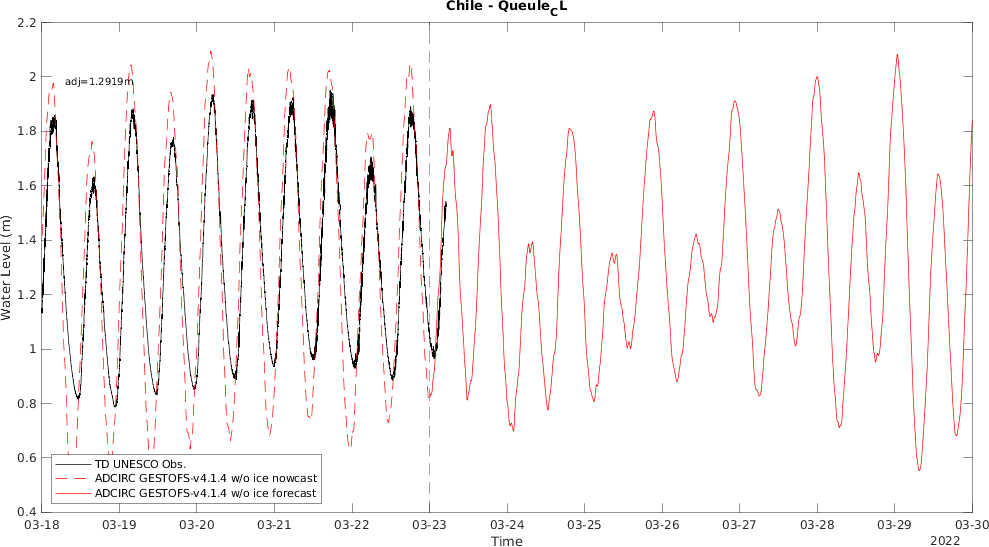 Chile - Queule_CL
adj=1.2919m
Water Level (m)
2.2
2
1.8
1.6
1.4
1.2
1
0.8
0.6
0.4
TD UNESCO Obs.
ADCIRC GESTOFS-v4.1.4 w/o ice nowcast
ADCIRC GESTOFS-v4.1.4 w/o ice forecast
03-18 03-19 03-20 03-21 03-22 03-23 03-24 03-25 03-26 03-27 03-28 03-29 03-30
Time
2022